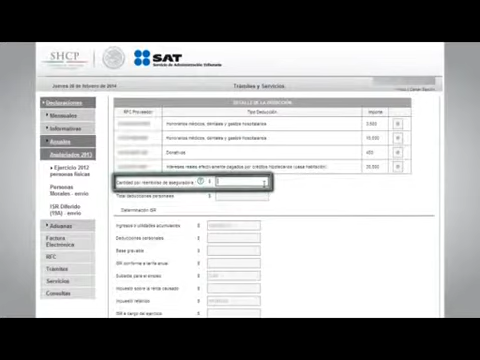 SHCP
SAT
Servicio de Administración Tributaria
Jueves 20 de febrero de 2014
Trámites y Servicios.
Declaraciones
Mensuales
Informativas
Anuales
Asalariados 2013
Ejercicio 2012
personas físicas
Personas
Morales - envío
ISR Diferido
(19A) - envío
Aduanas
Factura
Electrónica
RFC
Trámites
Servicios
Consultas
DETALLE DE LA DEDUCCIÓN
RFC Proveedor Tipo Deducción Importe
Honorarios médicos, dentales y gastos hospitalarios
Honorarios médicos, dentales y gastos hospitalarios
Donativos
Intereses reales efectivamente pagados por créditos hipotecarios (casa habitación)
Cantidad por reembolso de aseguradora ? $
Total deducciones personales $
Determinación ISR
Ingresos o utilidades acumulables $
Deducciones personales $
Base gravable $
ISR conforme a tarifa anual $
Subsidio para el empleo $
Impuesto sobre la renta causado $
Impuesto retenido $
ISR a cargo del ejercicio $